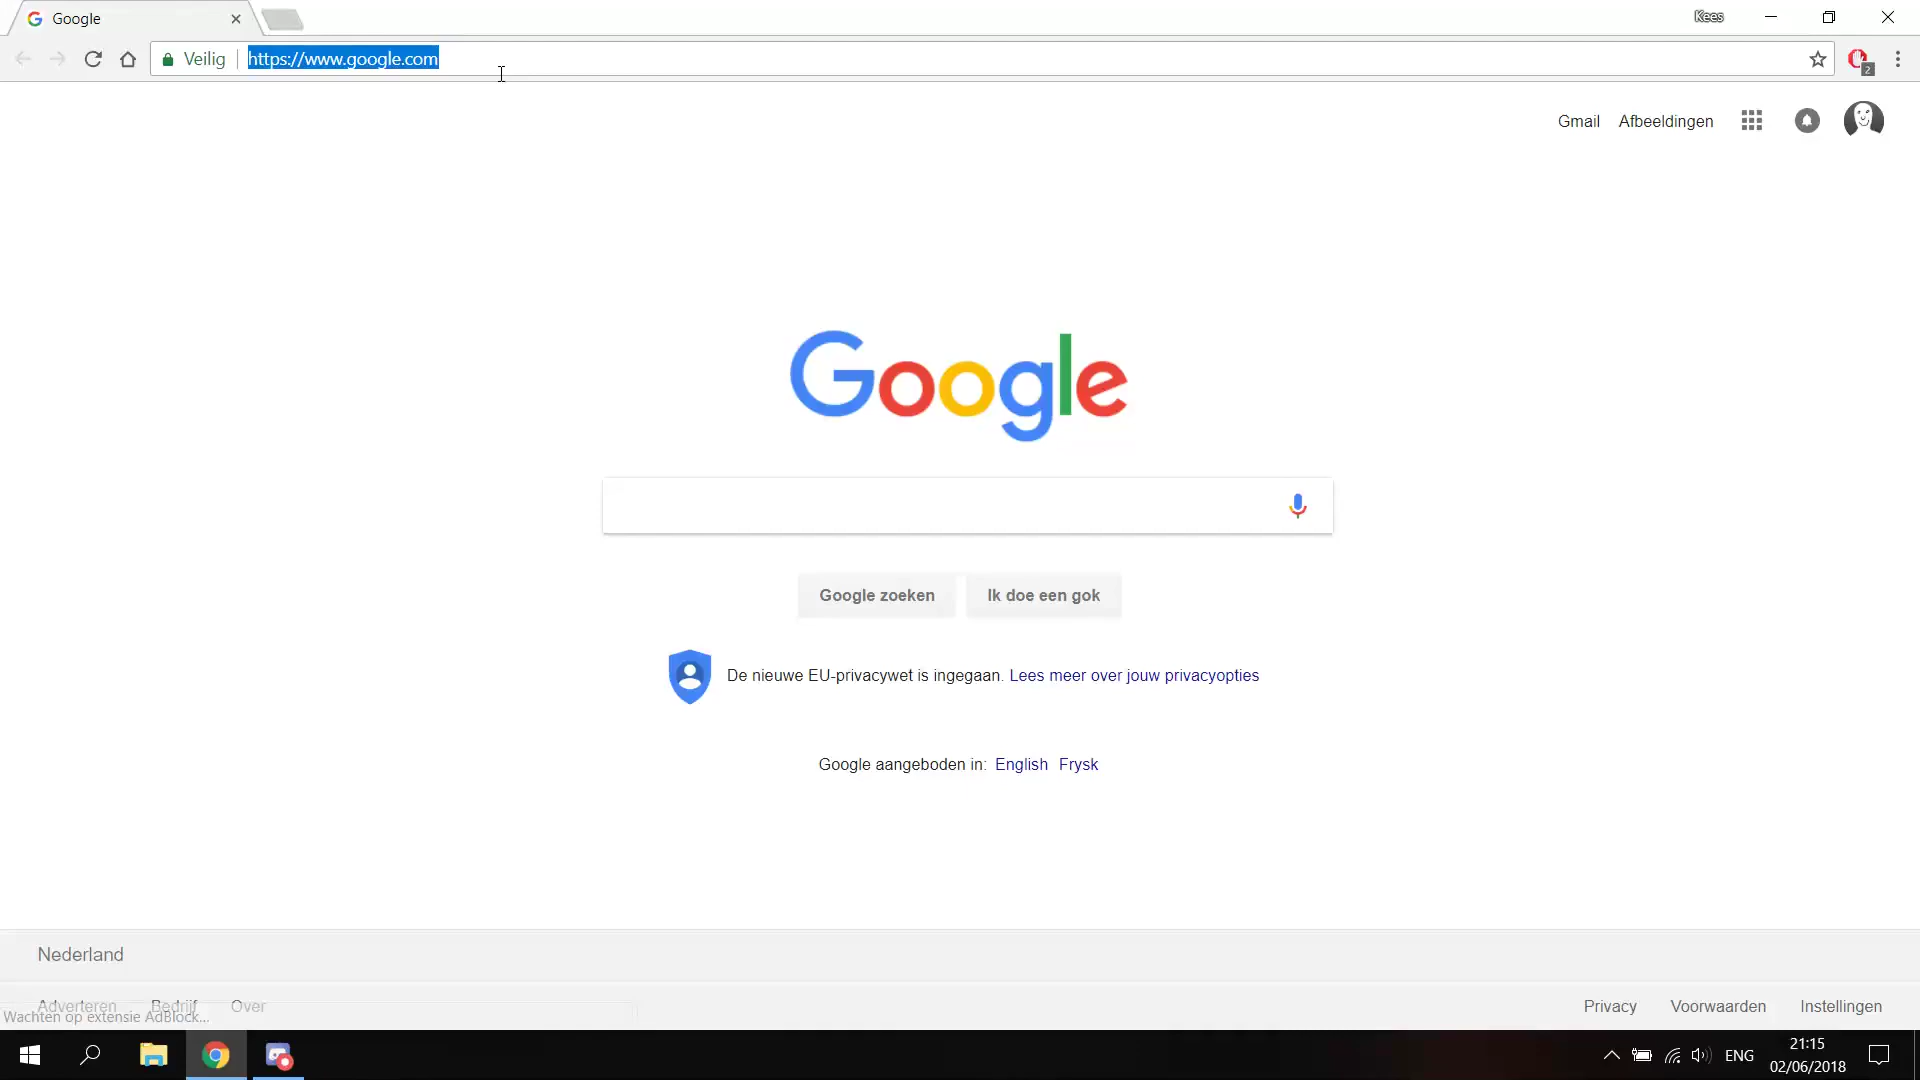 Google
Kees
Veilig
https://www.google.com
2
Gmail Afbeeldingen
Google
Google zoeken Ik doe een gok
De nieuwe EU-privacywet is ingegaan. Lees meer over jouw privacyopties
Google aangeboden in: English Frysk
Nederland
Adverteren Bedrijf Over Privacy Voorwaarden Instellingen
Wachten op extensie AdBlock...
ENG
21:15
02/06/2018